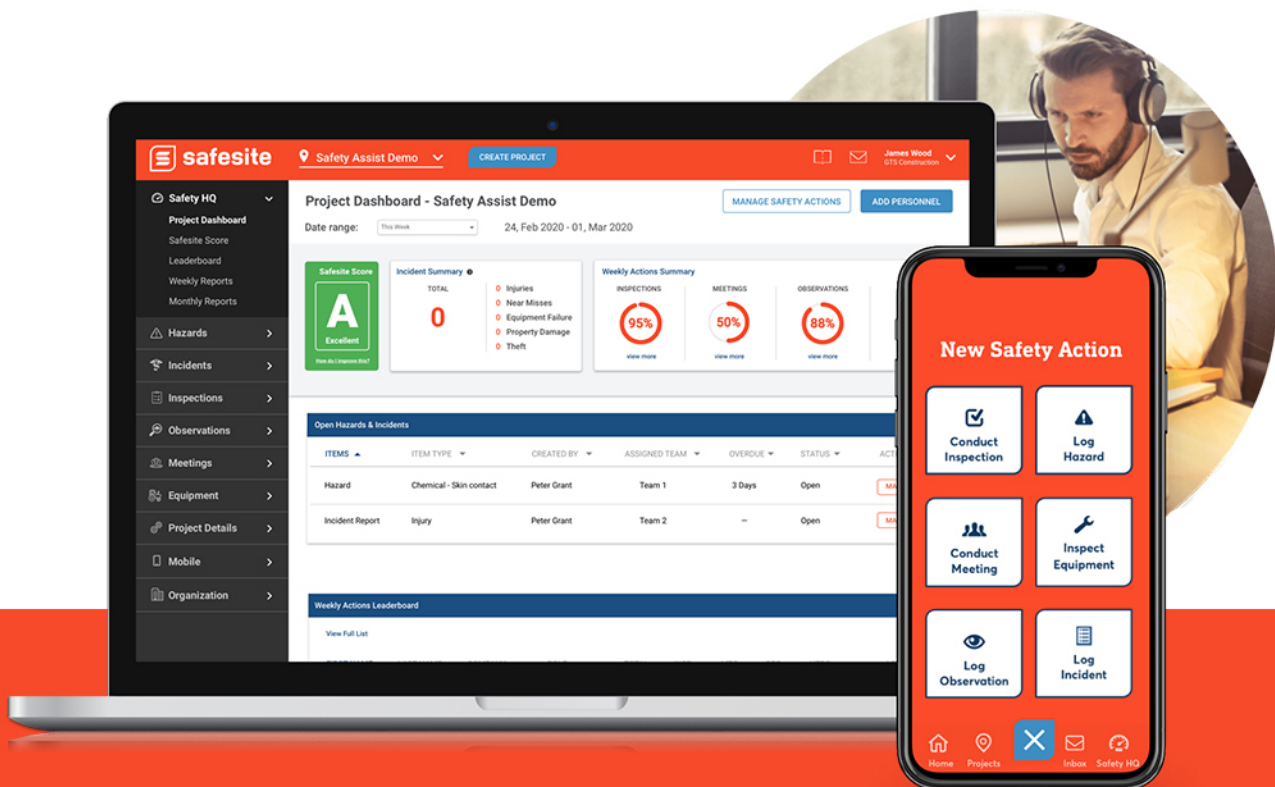 safesite
Safety Assist Demo
CREATE PROJECT
James Wood
GTS Construction
Safety HQ
Project Dashboard
Safesite Score
Leaderboard
Weekly Reports
Monthly Reports
Hazards
Incidents
Inspections
Observations
Meetings
Equipment
Project Details
Mobile
Organization
Project Dashboard - Safety Assist Demo
MANAGE SAFETY ACTIONS
ADD PERSONNEL
Date range:
This Week
24, Feb 2020 - 01, Mar 2020
Safesite Score
A
Excellent
How do I improve this?
Incident Summary
TOTAL
0
0 Injuries
0 Near Misses
0 Equipment Failure
0 Property Damage
0 Theft
Weekly Actions Summary
INSPECTIONS
MEETINGS
OBSERVATIONS
95%
50%
88%
view more
view more
view more
Open Hazards & Incidents
ITEMS ITEM TYPE CREATED BY ASSIGNED TEAM OVERDUE STATUS
Hazard Chemical - Skin contact Peter Grant Team 1 3 Days Open
Incident Report Injury Peter Grant Team 2 – Open
Weekly Actions Leaderboard
View Full List
New Safety Action
Conduct
Inspection
Log
Hazard
Conduct
Meeting
Inspect
Equipment
Log
Observation
Log
Incident
Home
Projects
Inbox
Safety HQ